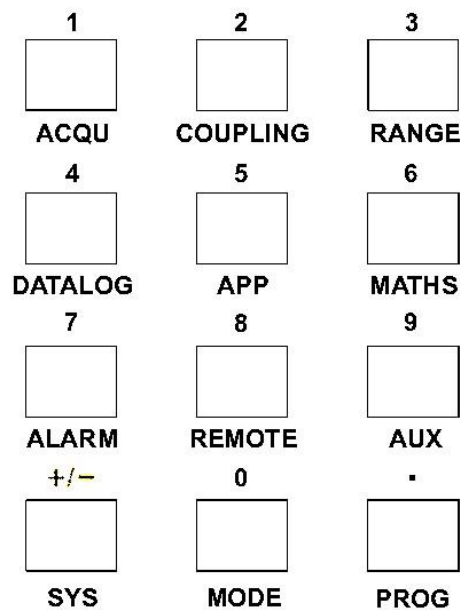 1 2 3
ACQU COUPLING RANGE
4 5 6
DATALOG APP MATHS
7 8 9
ALARM REMOTE AUX
+/− 0 .
SYS MODE PROG